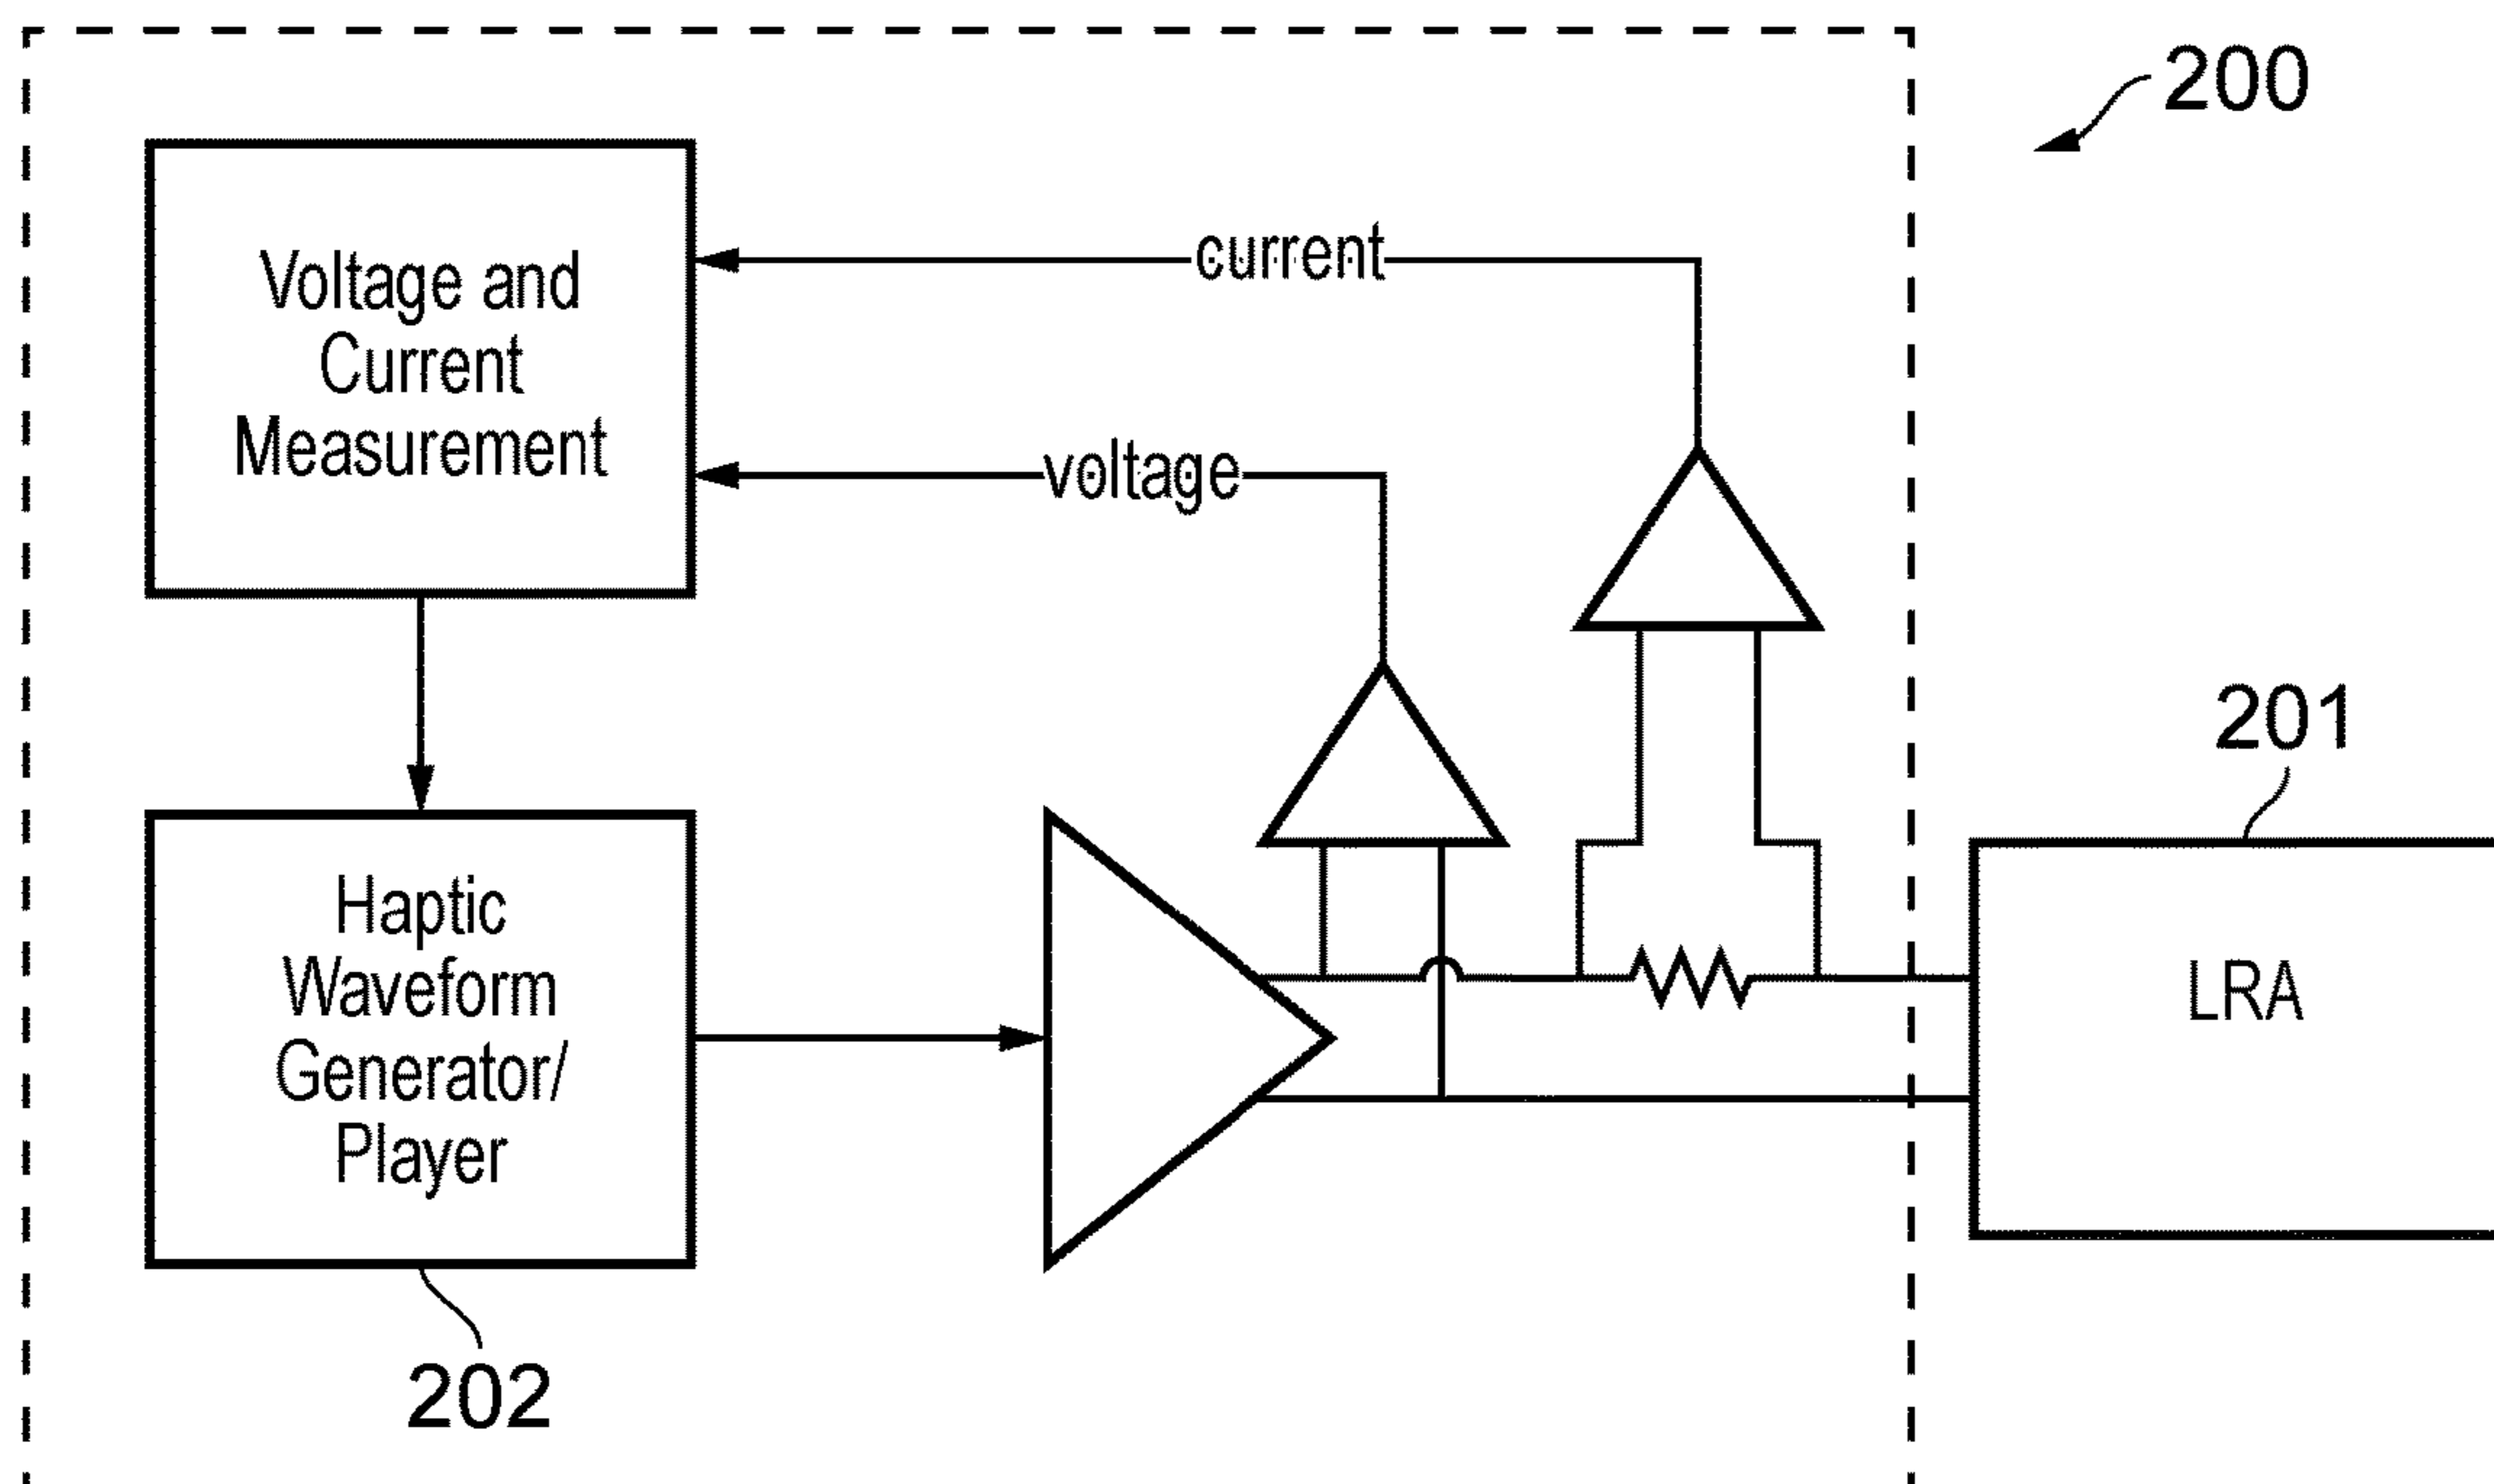 200
Voltage and
Current
Measurement
current
voltage
201
Haptic
Waveform
Generator/
Player
LRA
202